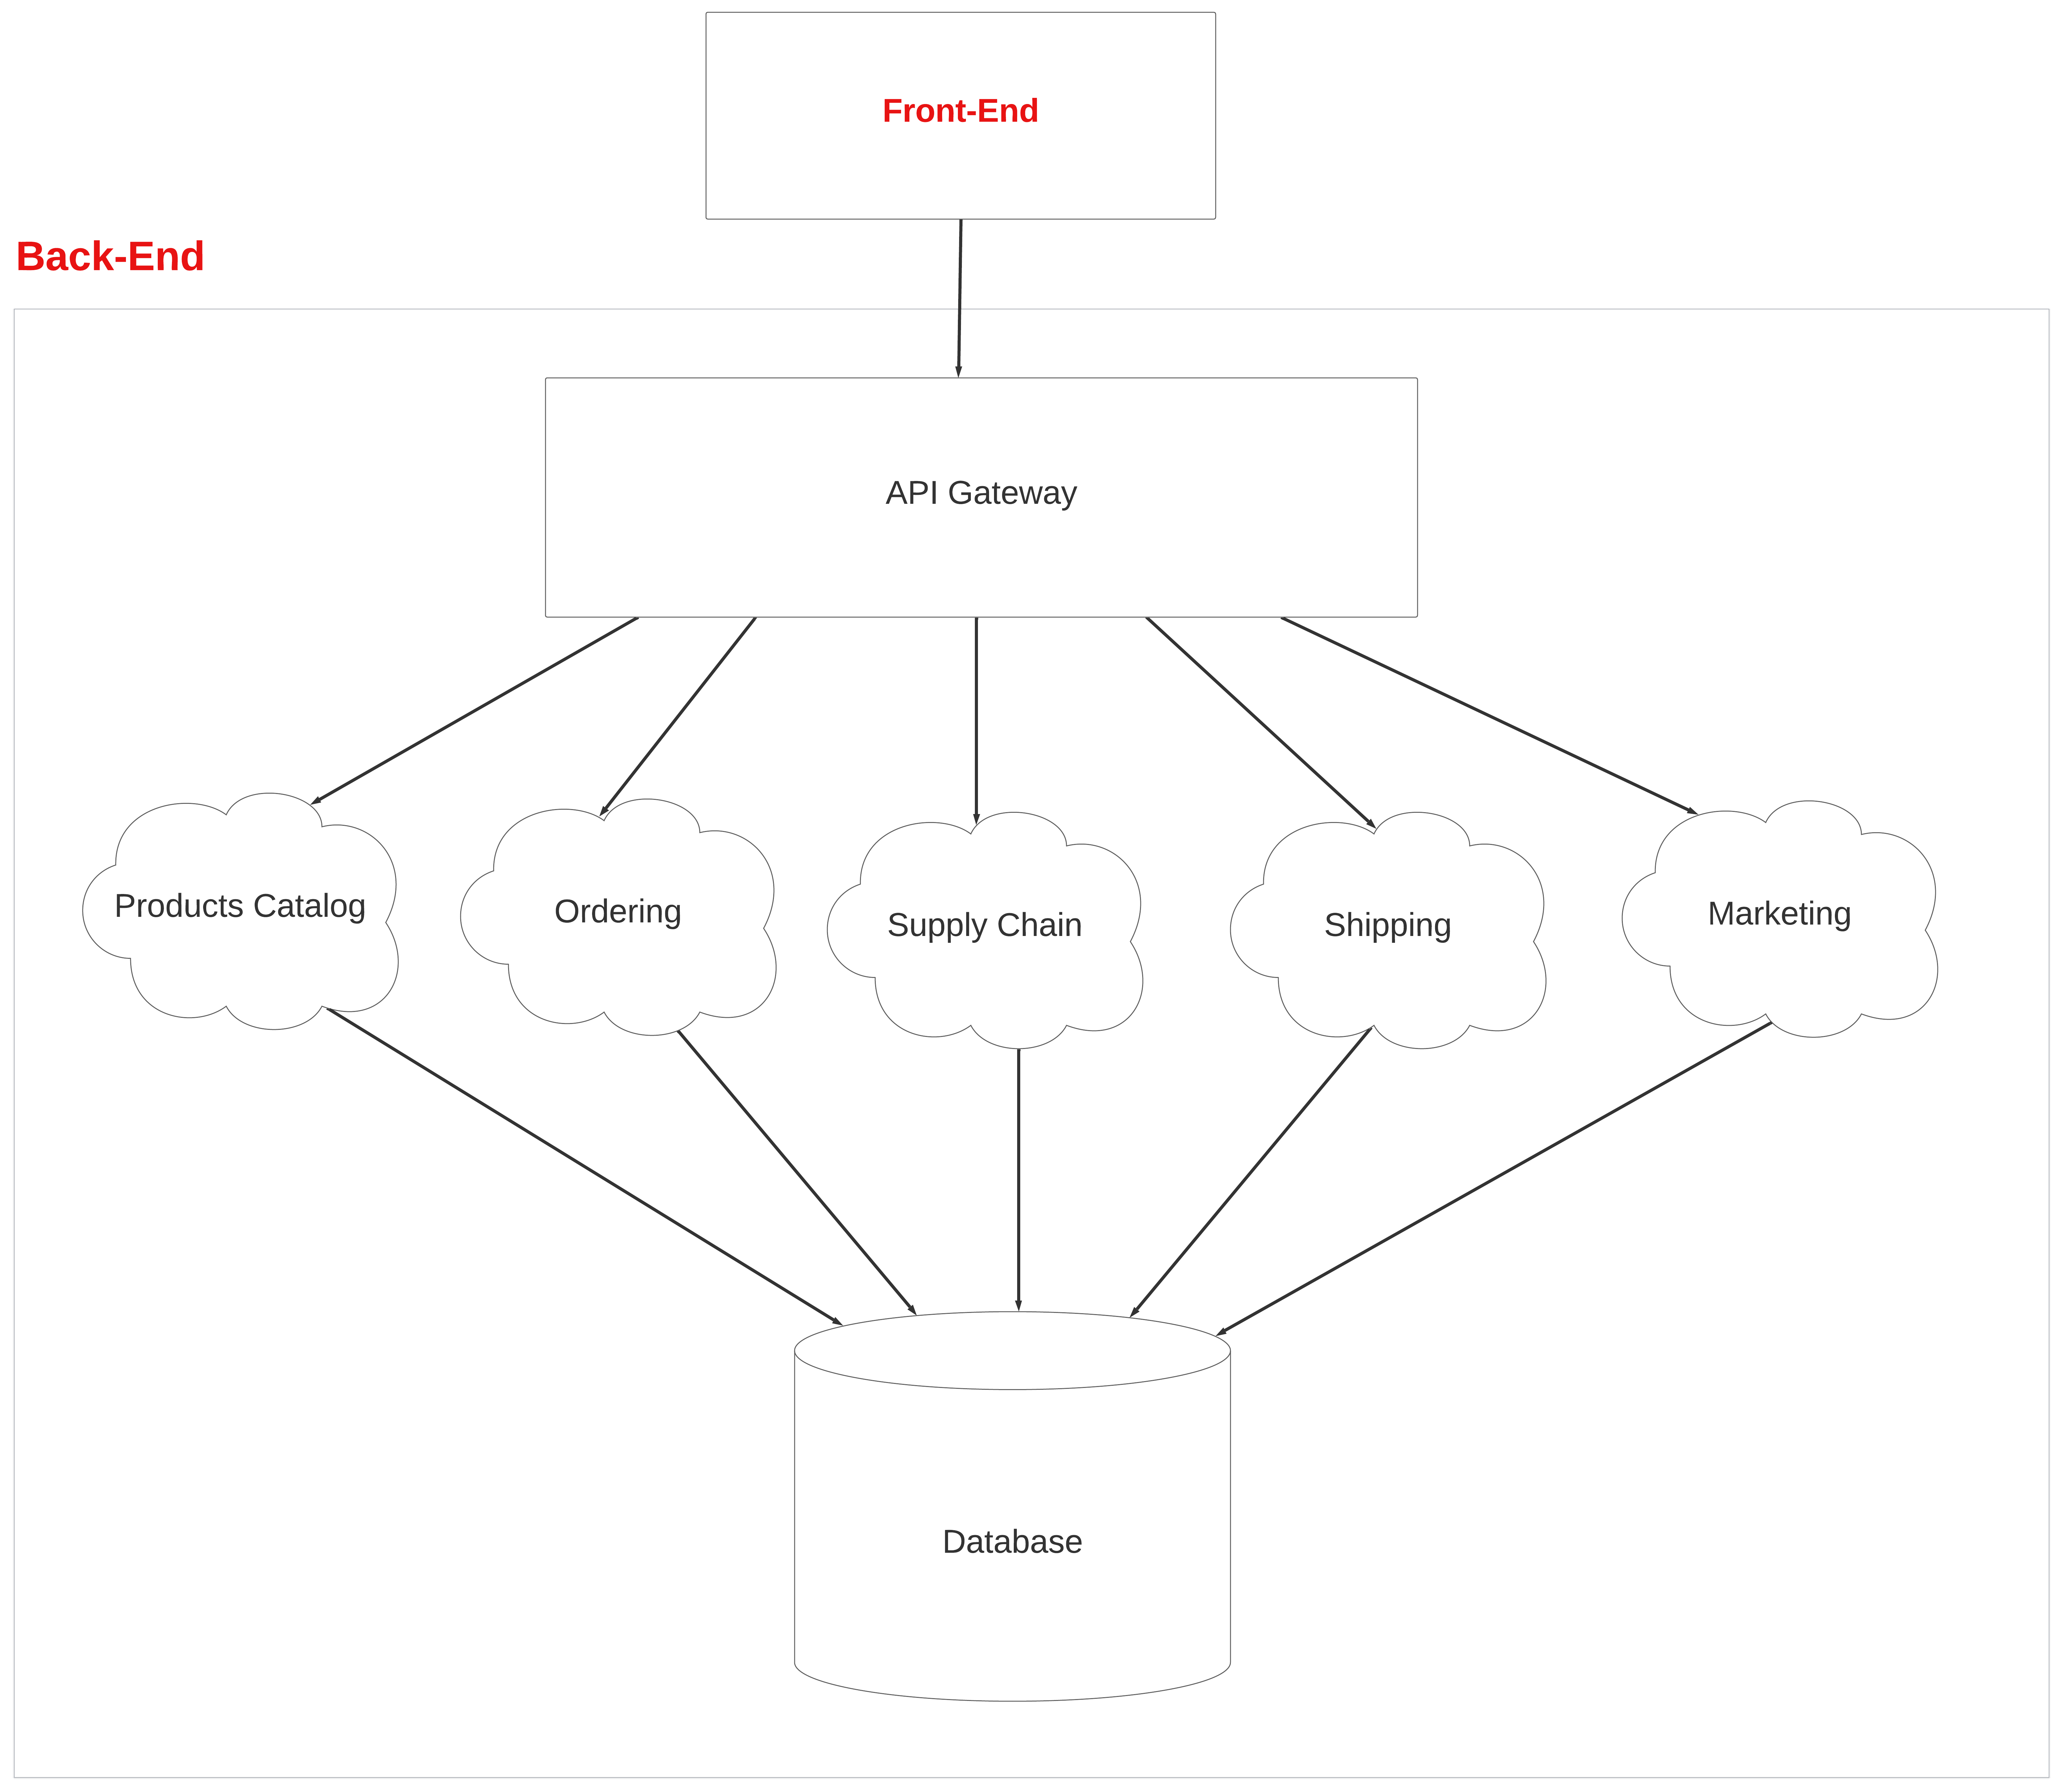 Front-End
Back-End
API Gateway
Products Catalog
Ordering
Supply Chain
Shipping
Marketing
Database